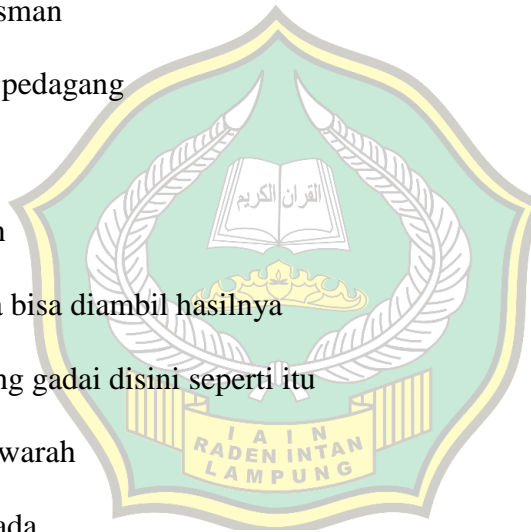 sman
pedagang
القران الكريم
n
bisa diambil hasilnya
ng gadai disini seperti itu
warah
I A I N
RADEN INTAN
LAMPUNG
ada